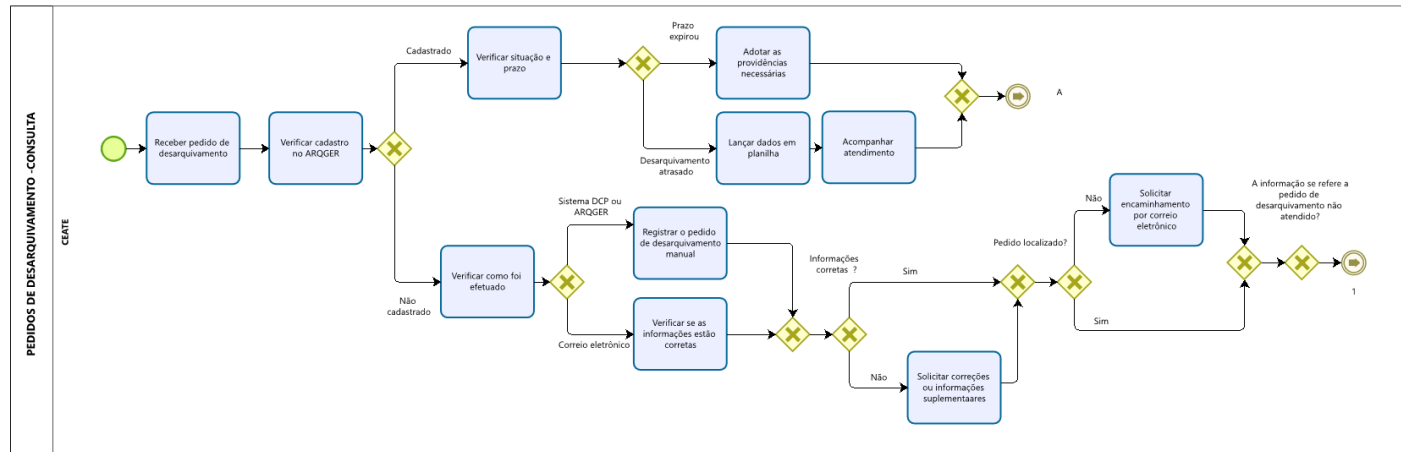 PEDIDOS DE DESARQUIVAMENTO -CONSULTA
CEATE
Receber pedido de
desarquivamento
Verificar cadastro
no ARQGER
Cadastrado
Verificar situação e
prazo
Prazo
expirou
Adotar as
providências
necessárias
Desarquivamento
atrasado
Lançar dados em
planilha
Acompanhar
atendimento
A
Não
cadastrado
Verificar como foi
efetuado
Sistema DCP ou
ARQGER
Registrar o pedido
de desarquivamento
manual
Correio eletrônico
Verificar se as
informações estão
corretas
Informações
corretas ?
Sim
Não
Solicitar correções
ou informações
suplementaares
Pedido localizado?
Não
Solicitar
encaminhamento
por correio
eletrônico
Sim
A informação se refere a
pedido de
desarquivamento não
atendido?
1